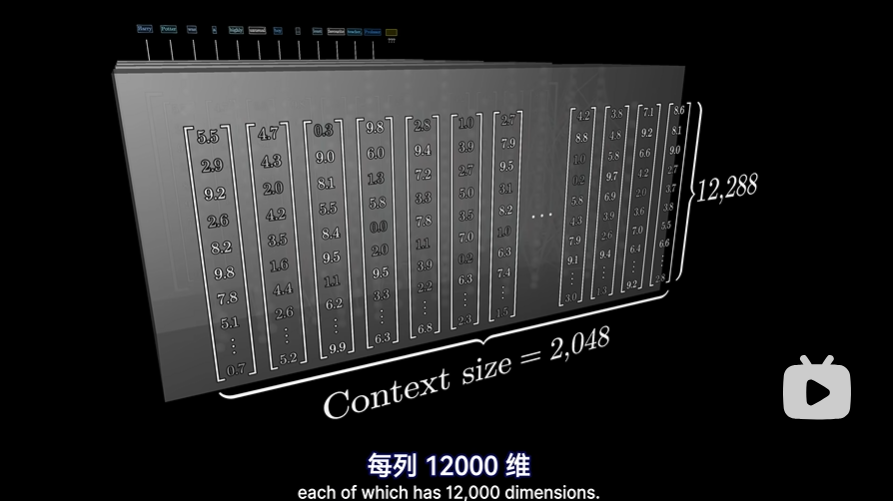 Harry Potter was a highly unusual boy
5.5 4.7 0.3 9.8 2.8 1.0 2.7 4.2 3.8 7.1 8.6
2.9 4.3 9.0 6.0 9.4 3.9 7.9 8.8 4.8 9.2 8.1
9.2 2.0 8.1 1.3 7.2 2.7 9.5 1.0 5.8 6.6 9.0
2.6 4.2 5.5 5.8 3.3 5.0 3.1 0.2 9.7 4.2 2.7
8.2 3.5 8.4 0.0 7.8 3.5 8.2 5.8 6.9 2.0 3.7
9.8 1.6 9.5 2.0 1.1 7.0 1.0 4.3 3.9 3.6 3.8
7.8 4.4 1.1 9.5 3.9 0.2 6.3 7.9 2.6 7.0 5.5
5.1 2.6 6.2 3.3 2.2 6.3 7.4 9.1 9.4 6.4 6.6
⋮ ⋮ ⋮ ⋮ ⋮ ⋮ ⋮ ⋮ ⋮ ⋮ ⋮
0.7 5.2 9.9 6.3 6.8 2.3 1.5 3.0 1.3 9.2 2.8
...
12,288
Context size = 2,048
每列 12000 维
each of which has 12,000 dimensions.